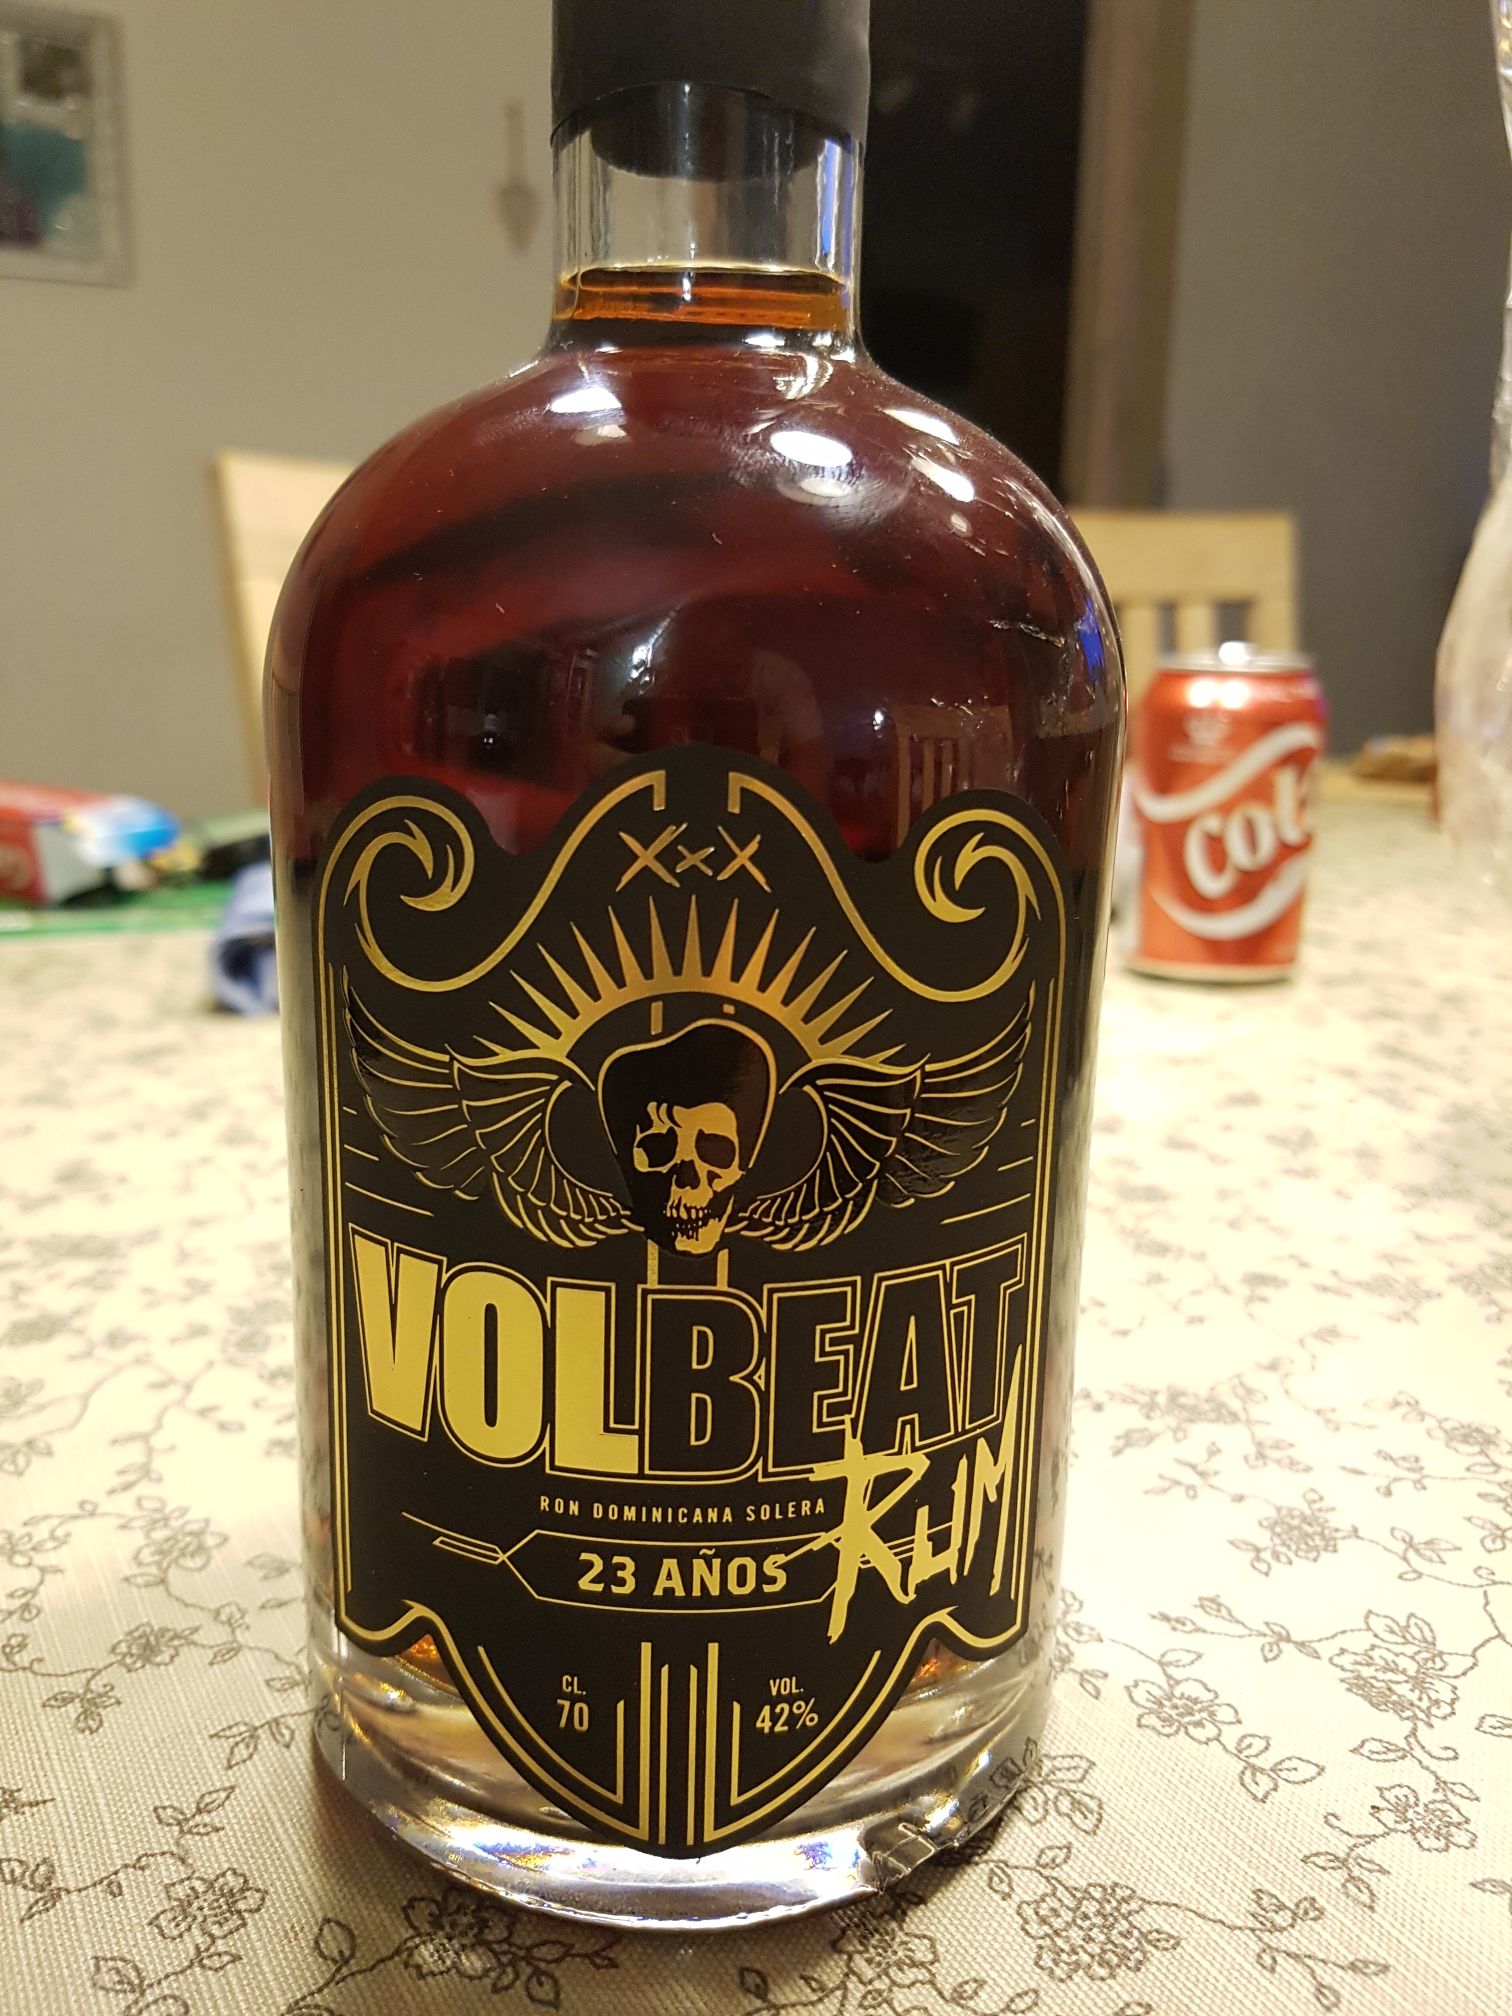 XxX
VOLBEAT
RUM
RON DOMINICANA SOLERA
23 AÑOS
CL.
70
VOL.
42%
Cola